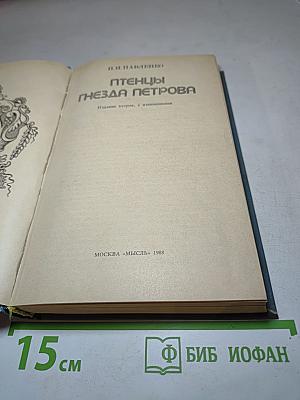 Н. И. ПАВЛЕНКО
ПТЕНЦЫ
ГНЕЗДА ПЕТРОВА
Издание второе, с изменениями
МОСКВА «МЫСЛЬ» 1988
15 см
Ф БИБ ИОФАН